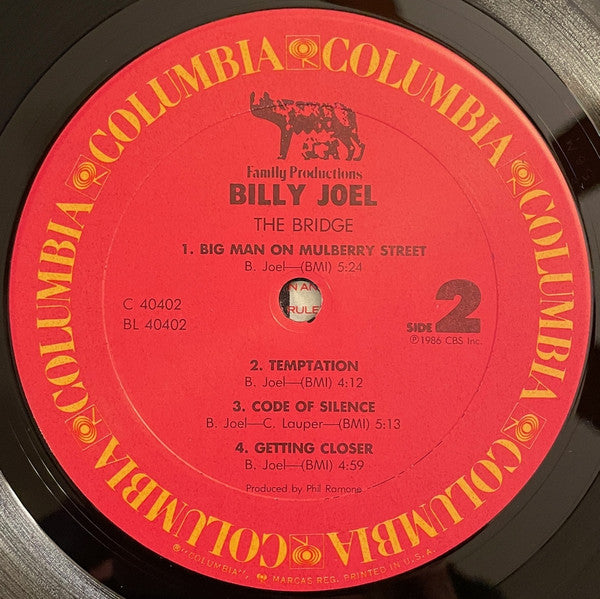 COLUMBIA COLUMBIA COLUMBIA COLUMBIA COLUMBIA COLUMBIA
Family Productions
BILLY JOEL
THE BRIDGE
1. BIG MAN ON MULBERRY STREET
B. Joel—(BMI) 5:24
N AN
RULE
C 40402
BL 40402
SIDE 2
℗ 1986 CBS Inc.
2. TEMPTATION
B. Joel—(BMI) 4:12
3. CODE OF SILENCE
B. Joel—C. Lauper—(BMI) 5:13
4. GETTING CLOSER
B. Joel—(BMI) 4:59
Produced by Phil Ramone
® "COLUMBIA", MARCAS REG. PRINTED IN U.S.A.